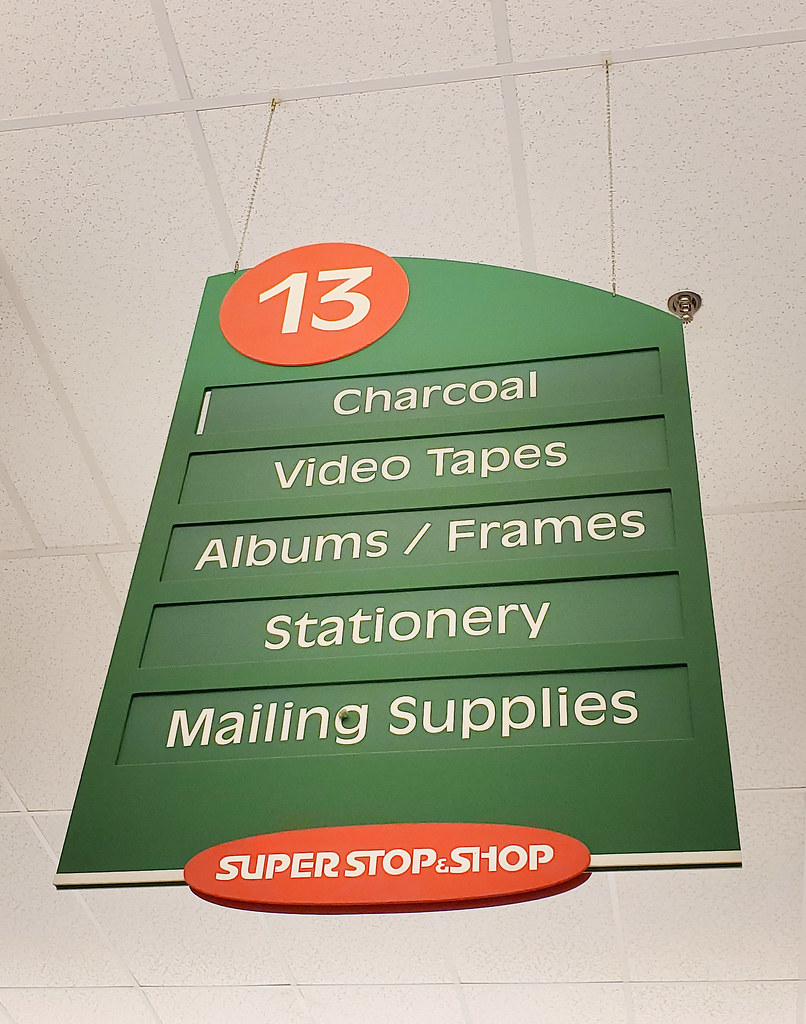 13
Charcoal
Video Tapes
Albums / Frames
Stationery
Mailing Supplies
SUPER STOP & SHOP